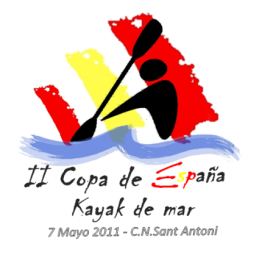 II Copa de España
Kayak de mar
7 Mayo 2011 - C.N.Sant Antoni